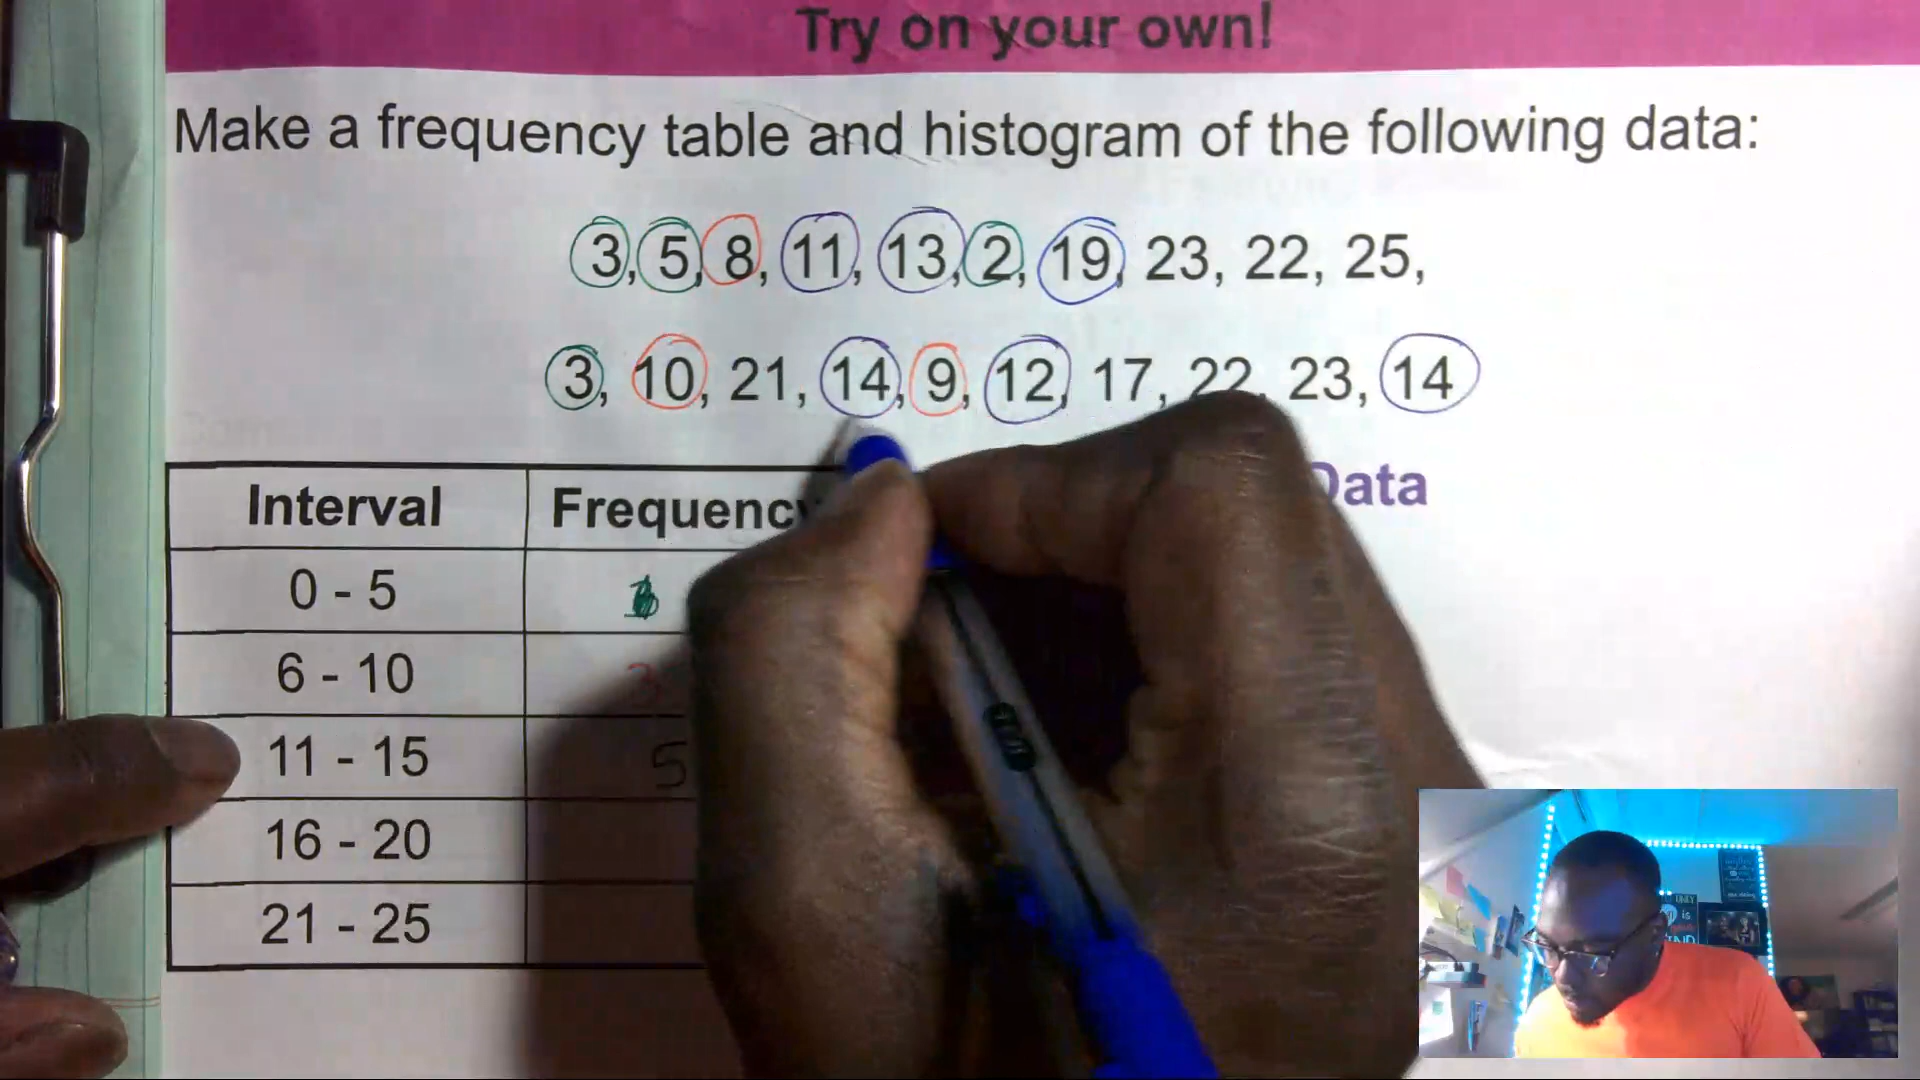 Try on your own!
Make a frequency table and histogram of the following data:
3, 5, 8, 11, 13, 2, 19, 23, 22, 25,
3, 10, 21, 14, 9, 12, 17, 22, 23, 14
Data
Interval Frequency
0 - 5
6 - 10 3
11 - 15 5
16 - 20
21 - 25